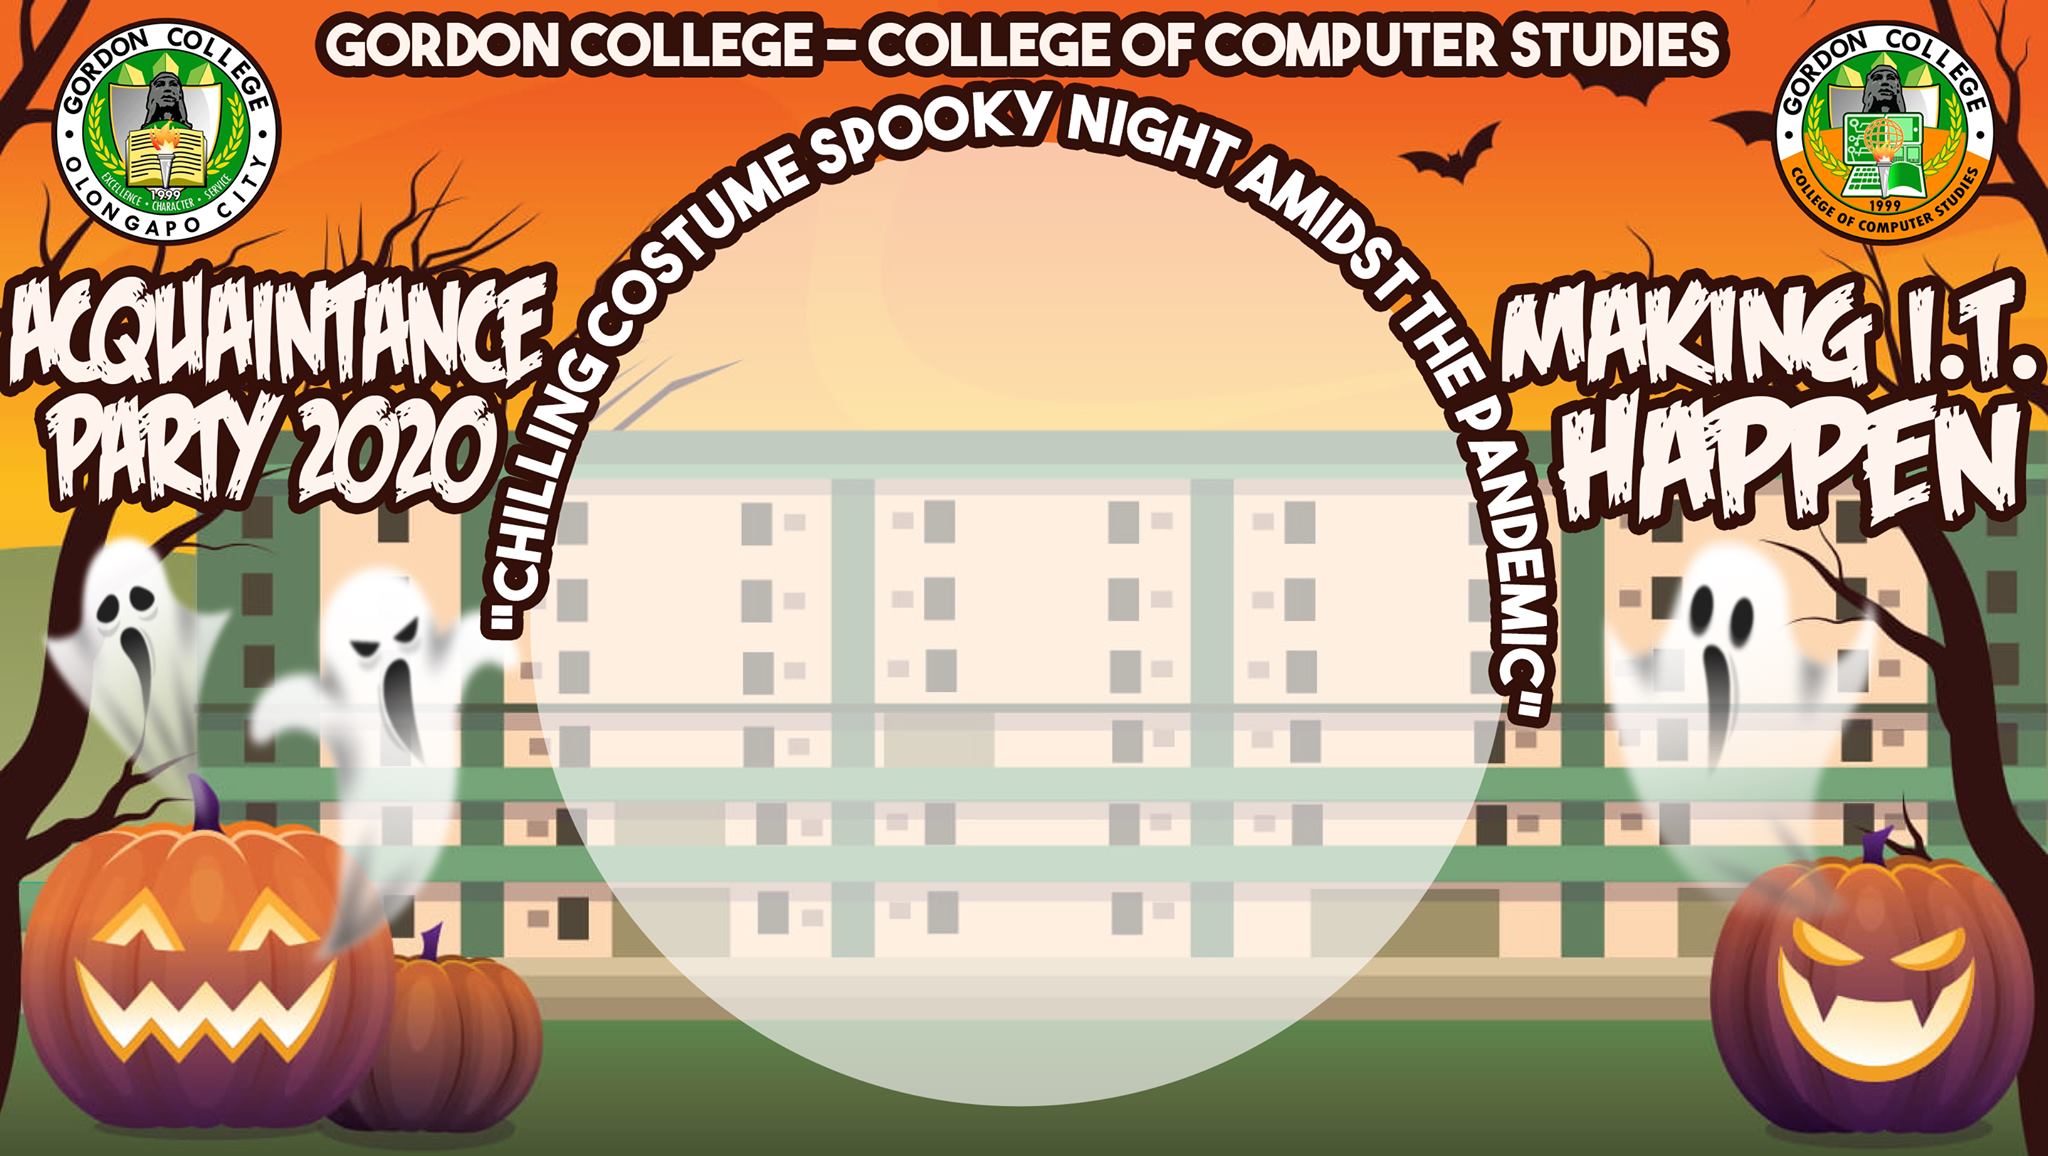 GORDON COLLEGE - COLLEGE OF COMPUTER STUDIES
GORDON COLLEGE
EXCELLENCE • CHARACTER • SERVICE
1999
OLONGAPO CITY
GORDON COLLEGE
1999
COLLEGE OF COMPUTER STUDIES
"CHILLING COSTUME SPOOKY NIGHT AMIDST THE PANDEMIC"
ACQUAINTANCE
PARTY 2020
MAKING I.T.
HAPPEN